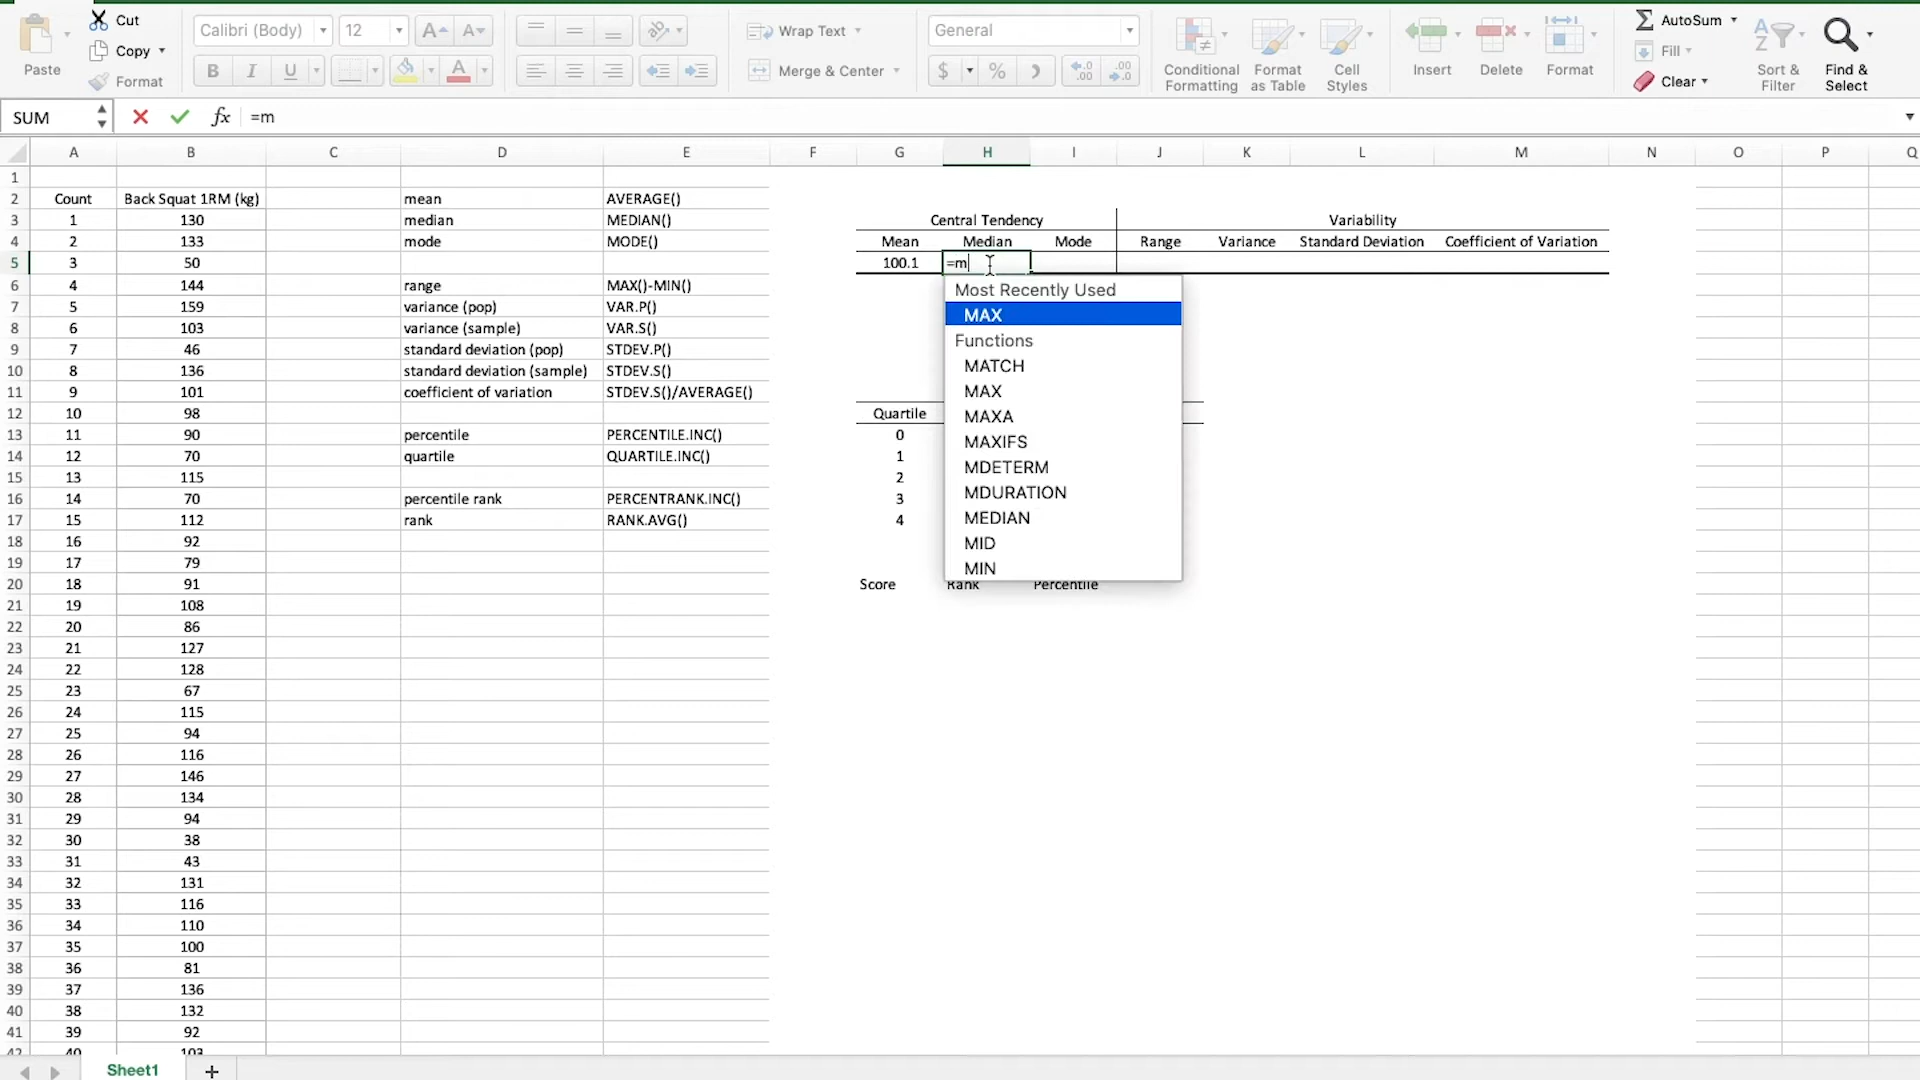 Paste
Cut
Copy
Format
Calibri (Body) 12 A A
B I U A
Wrap Text
Merge & Center
General
$ % .0 .00 .00 .0
Conditional Formatting
Format as Table
Cell Styles
Insert
Delete
Format
AutoSum
Fill
Clear
Sort & Filter
Find & Select
SUM fx =m
A B C D E F G H I J K L M N O P Q
1
2 Count Back Squat 1RM (kg) mean AVERAGE()
3 1 130 median MEDIAN() Central Tendency Variability
4 2 133 mode MODE() Mean Median Mode Range Variance Standard Deviation Coefficient of Variation
5 3 50 100.1 =m
6 4 144 range MAX()-MIN()
7 5 159 variance (pop) VAR.P()
8 6 103 variance (sample) VAR.S()
9 7 46 standard deviation (pop) STDEV.P()
10 8 136 standard deviation (sample) STDEV.S()
11 9 101 coefficient of variation STDEV.S()/AVERAGE()
12 10 98 Quartile
13 11 90 percentile PERCENTILE.INC() 0
14 12 70 quartile QUARTILE.INC() 1
15 13 115 2
16 14 70 percentile rank PERCENTRANK.INC() 3
17 15 112 rank RANK.AVG() 4
18 16 92
19 17 79
20 18 91 Score Rank Percentile
21 19 108
22 20 86
23 21 127
24 22 128
25 23 67
26 24 115
27 25 94
28 26 116
29 27 146
30 28 134
31 29 94
32 30 38
33 31 43
34 32 131
35 33 116
36 34 110
37 35 100
38 36 81
39 37 136
40 38 132
41 39 92
42 40 103
Most Recently Used
MAX
Functions
MATCH
MAX
MAXA
MAXIFS
MDETERM
MDURATION
MEDIAN
MID
MIN
Sheet1 +